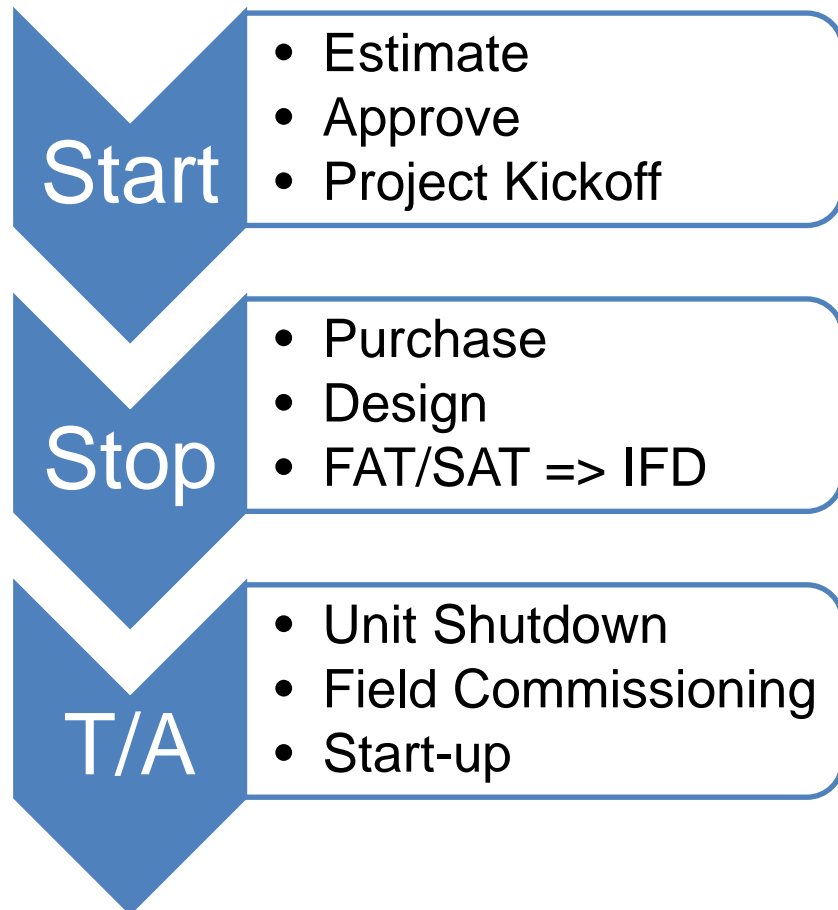 Start
• Estimate
• Approve
• Project Kickoff
Stop
• Purchase
• Design
• FAT/SAT => IFD
T/A
• Unit Shutdown
• Field Commissioning
• Start-up